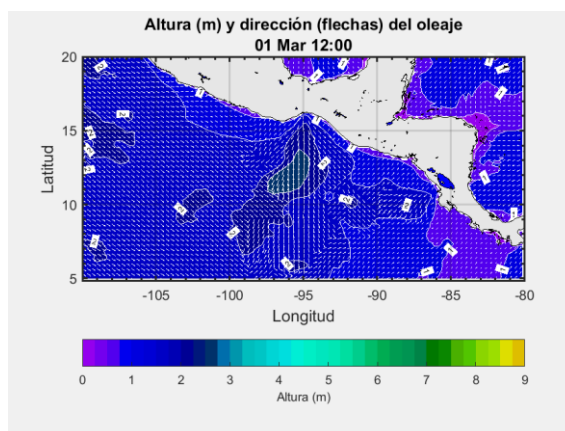 Altura (m) y dirección (flechas) del oleaje
01 Mar 12:00
20
15
10
5
Latitud
-105 -100 -95 -90 -85 -80
Longitud
0 1 2 3 4 5 6 7 8 9
Altura (m)